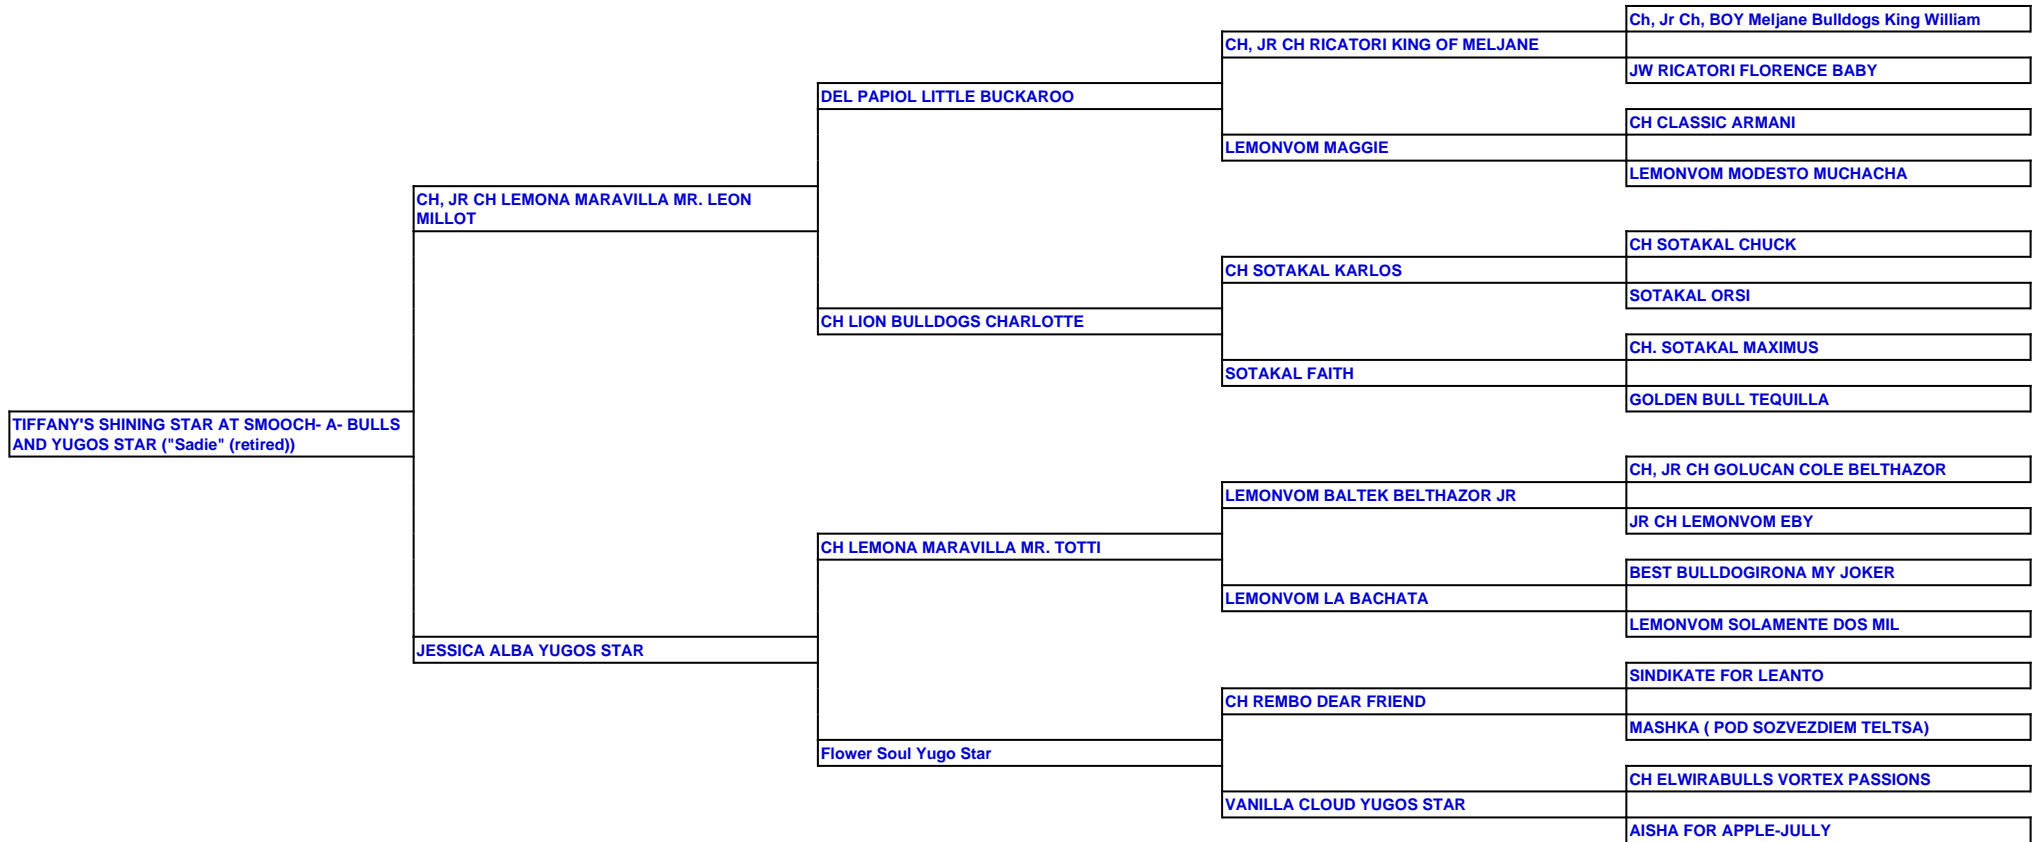 Ch, Jr Ch, BOY Meljane Bulldogs King William
CH, JR CH RICATORI KING OF MELJANE
JW RICATORI FLORENCE BABY
DEL PAPIOL LITTLE BUCKAROO
CH CLASSIC ARMANI
LEMONVOM MAGGIE
LEMONVOM MODESTO MUCHACHA
CH, JR CH LEMONA MARAVILLA MR. LEON
MILLOT
CH SOTAKAL CHUCK
CH SOTAKAL KARLOS
SOTAKAL ORSI
CH LION BULLDOGS CHARLOTTE
CH. SOTAKAL MAXIMUS
SOTAKAL FAITH
GOLDEN BULL TEQUILLA
TIFFANY'S SHINING STAR AT SMOOCH- A- BULLS
AND YUGOS STAR ("Sadie" (retired))
CH, JR CH GOLUCAN COLE BELTHAZOR
LEMONVOM BALTEK BELTHAZOR JR
JR CH LEMONVOM EBY
CH LEMONA MARAVILLA MR. TOTTI
BEST BULLDOGIRONA MY JOKER
LEMONVOM LA BACHATA
LEMONVOM SOLAMENTE DOS MIL
JESSICA ALBA YUGOS STAR
SINDIKATE FOR LEANTO
CH REMBO DEAR FRIEND
MASHKA ( POD SOZVEZDIEM TELTSA)
Flower Soul Yugo Star
CH ELWIRABULLS VORTEX PASSIONS
VANILLA CLOUD YUGOS STAR
AISHA FOR APPLE-JULLY